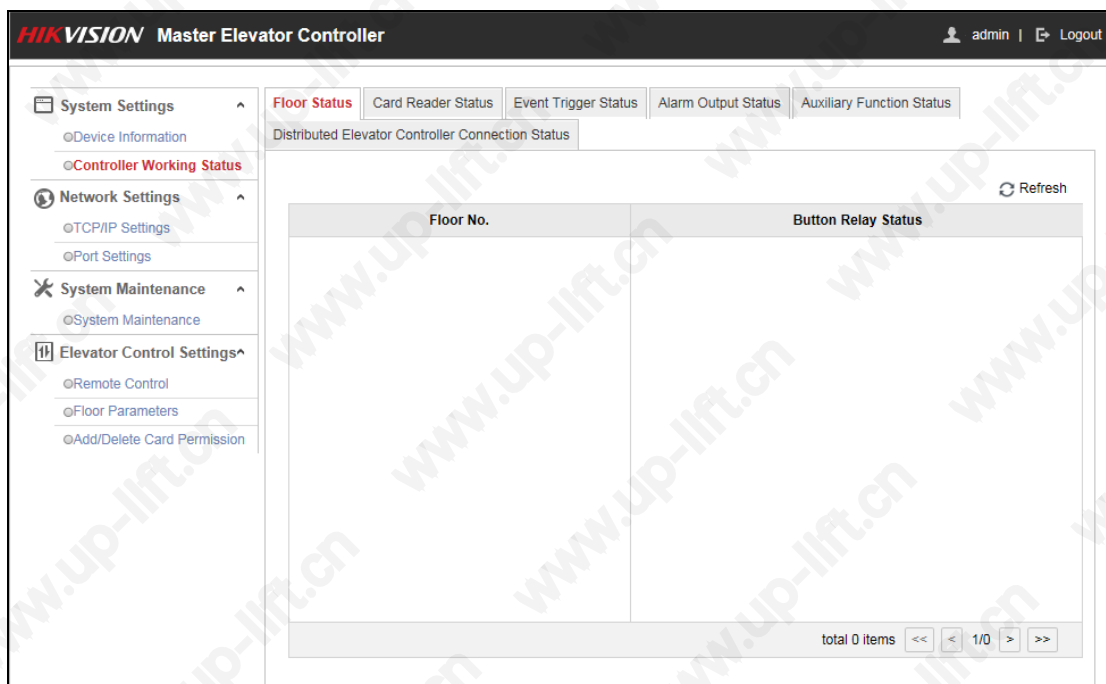 HIKVISION Master Elevator Controller
admin | Logout
System Settings
Device Information
Controller Working Status
Network Settings
TCP/IP Settings
Port Settings
System Maintenance
System Maintenance
Elevator Control Settings
Remote Control
Floor Parameters
Add/Delete Card Permission
Floor Status Card Reader Status Event Trigger Status Alarm Output Status Auxiliary Function Status
Distributed Elevator Controller Connection Status
Refresh
Floor No. Button Relay Status
total 0 items << < 1/0 > >>
www.up-lift.cn